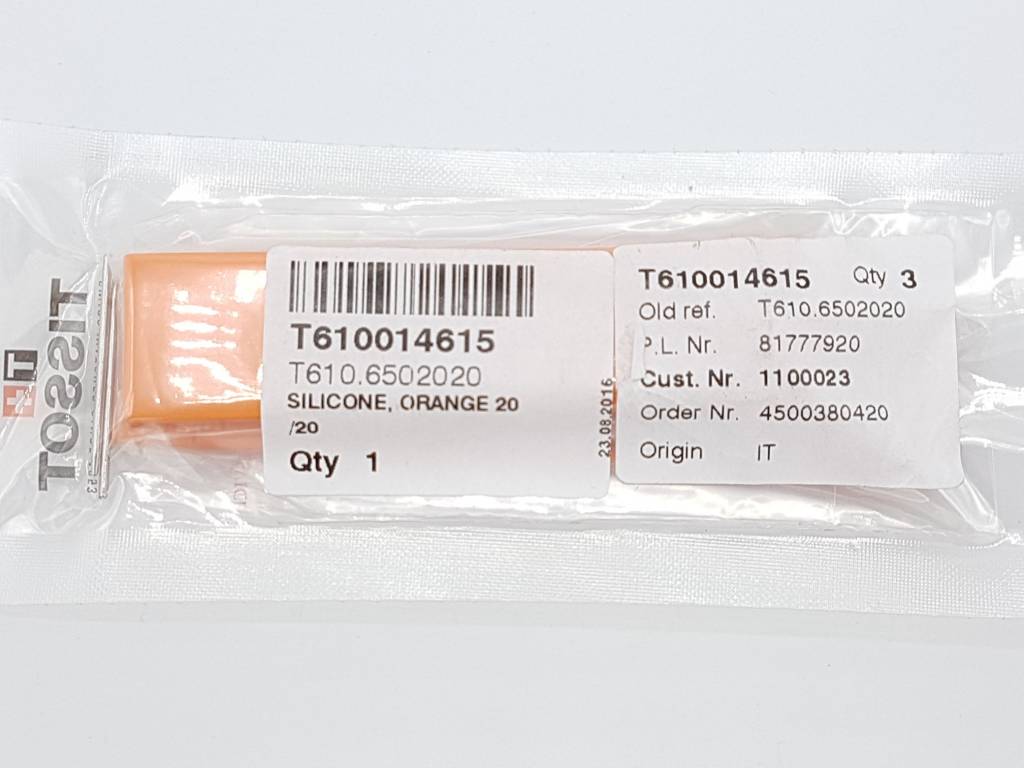 TISSOT
+T
T610014615
T610.6502020
SILICONE, ORANGE 20
/20
Qty 1
23.08.2016
T610014615 Qty 3
Old ref. T610.6502020
P.L. Nr. 81777920
Cust. Nr. 1100023
Order Nr. 4500380420
Origin IT